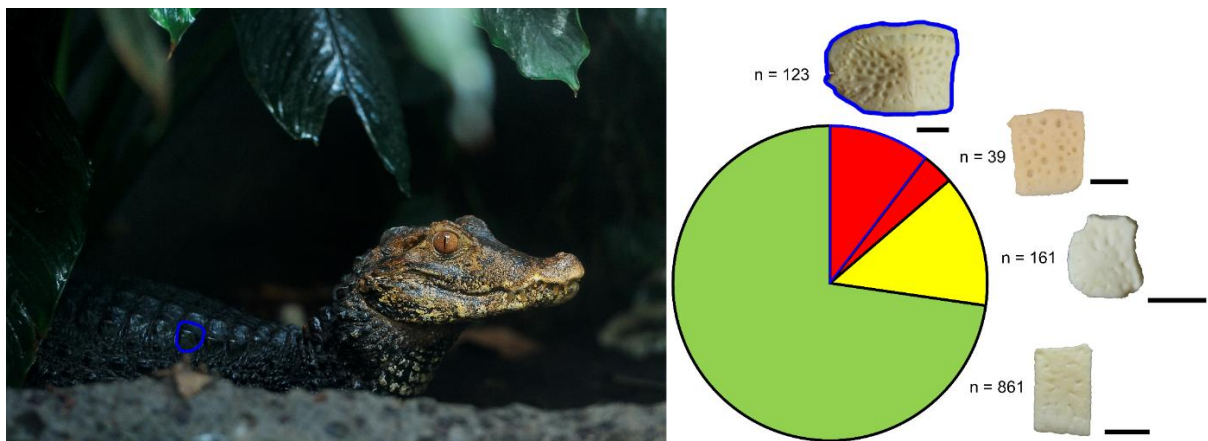 n = 123
n = 39
n = 161
n = 861